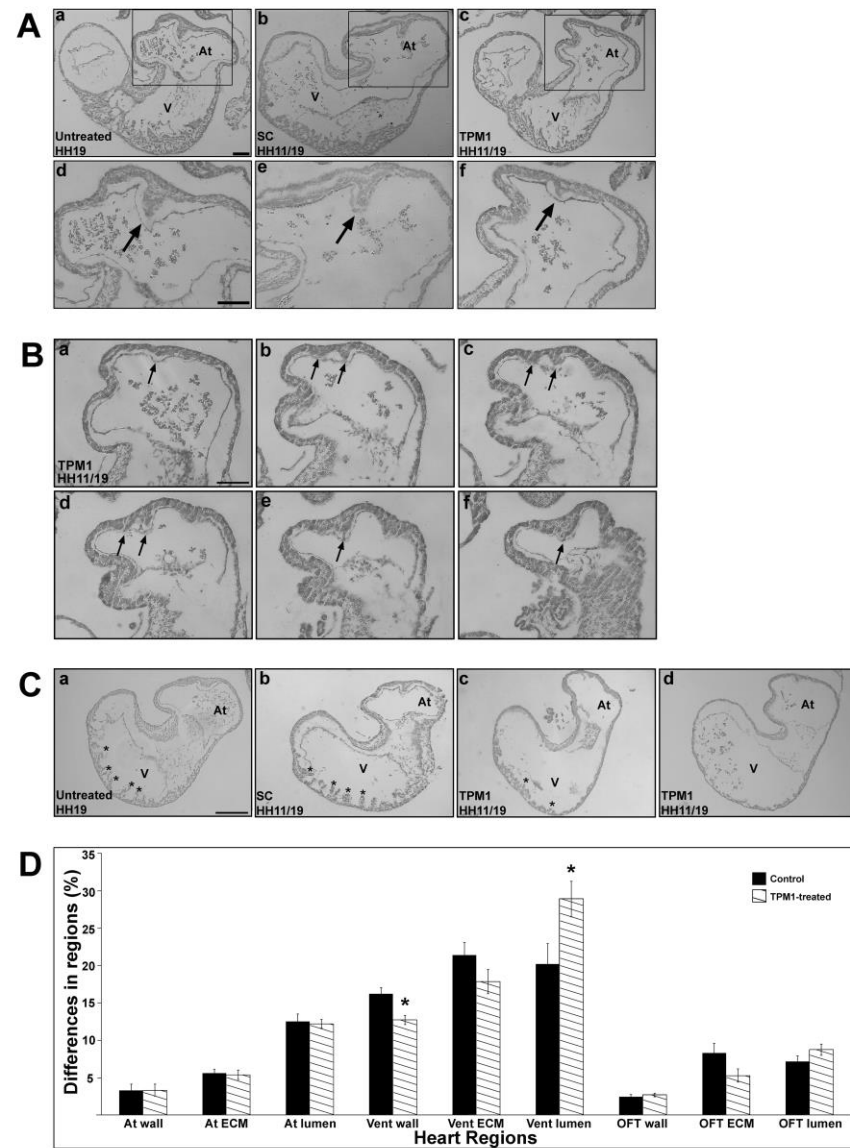 A
a
At
V
Untreated
HH19
b
At
V
SC
HH11/19
c
At
V
TPM1
HH11/19
d
e
f
B
a
TPM1
HH11/19
b
c
d
e
f
C
a
At
* * * * *
V
Untreated
HH19
b
At
V
* * * *
SC
HH11/19
c
At
V
* *
TPM1
HH11/19
d
At
V
TPM1
HH11/19
D
Differences in regions (%)
35
30
25
20
15
10
5
*
*
Control
TPM1-treated
At wall At ECM At lumen Vent wall Vent ECM Vent lumen OFT wall OFT ECM OFT lumen
Heart Regions